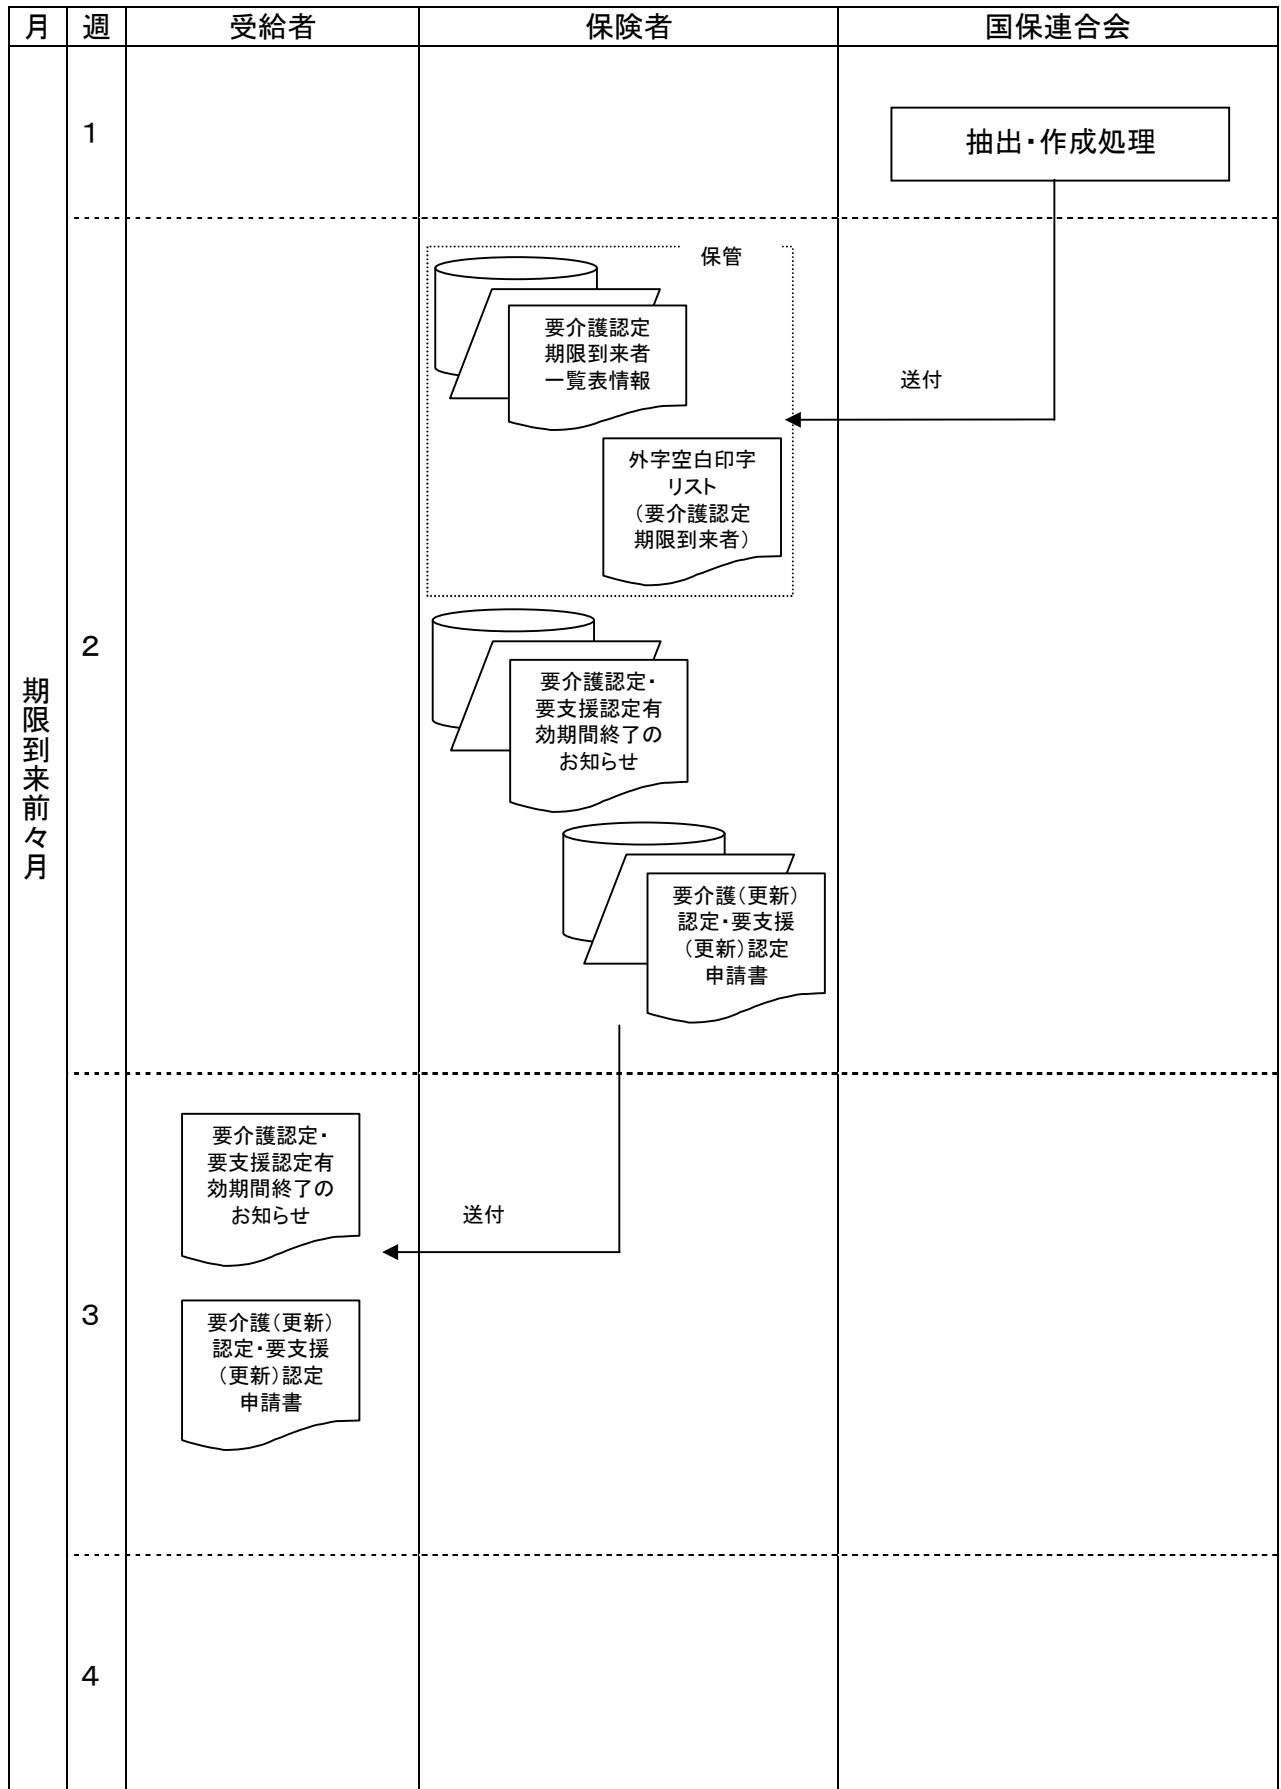 月 週 受給者 保険者 国保連合会
期限到来前々月
1
抽出・作成処理
2
保管
要介護認定
期限到来者
一覧表情報
送付
外字空白印字
リスト
(要介護認定
期限到来者)
要介護認定・
要支援認定有
効期間終了の
お知らせ
要介護(更新)
認定・要支援
(更新)認定
申請書
3
要介護認定・
要支援認定有
効期間終了の
お知らせ
送付
要介護(更新)
認定・要支援
(更新)認定
申請書
4